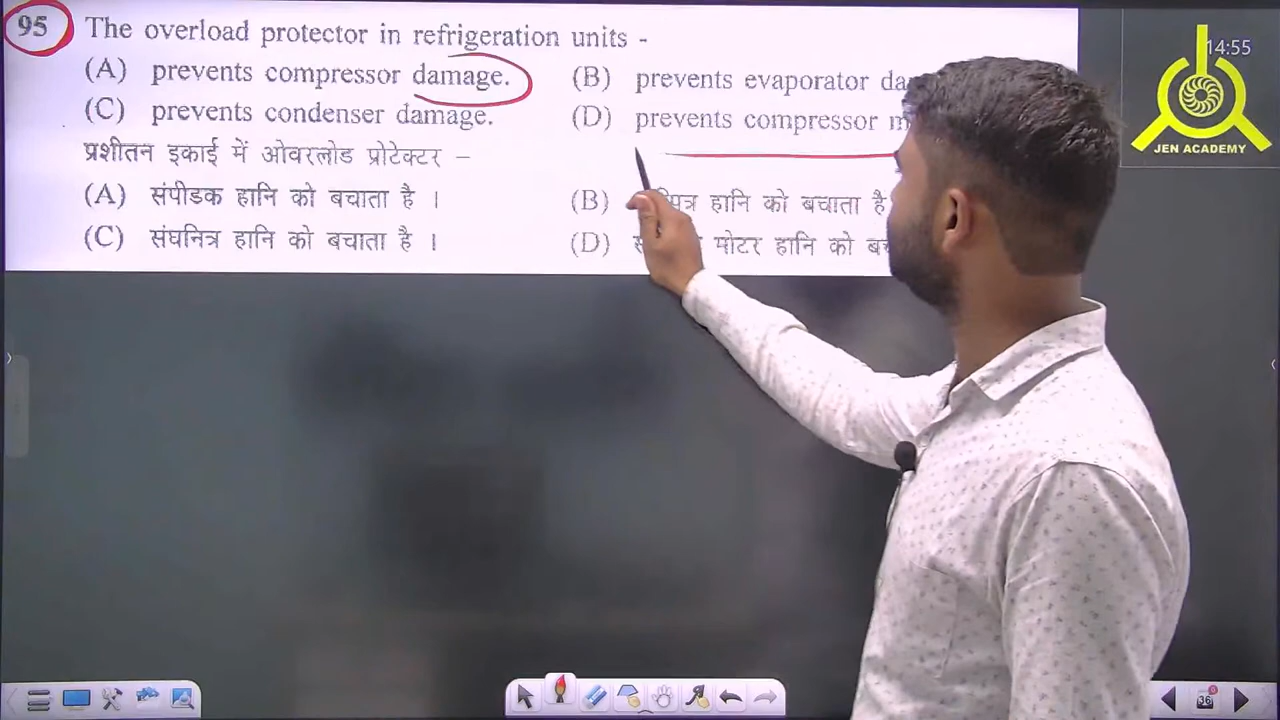 95 The overload protector in refrigeration units -
(A) prevents compressor damage. (B) prevents evaporator
(C) prevents condenser damage. (D) prevents compressor
प्रशीतन इकाई में ओवरलोड प्रोटेक्टर –
(A) संपीडक हानि को बचाता है । (B) हानि को बचाता है
(C) संघनित्र हानि को बचाता है । (D) मोटर हानि को
14:55
JEN ACADEMY
36